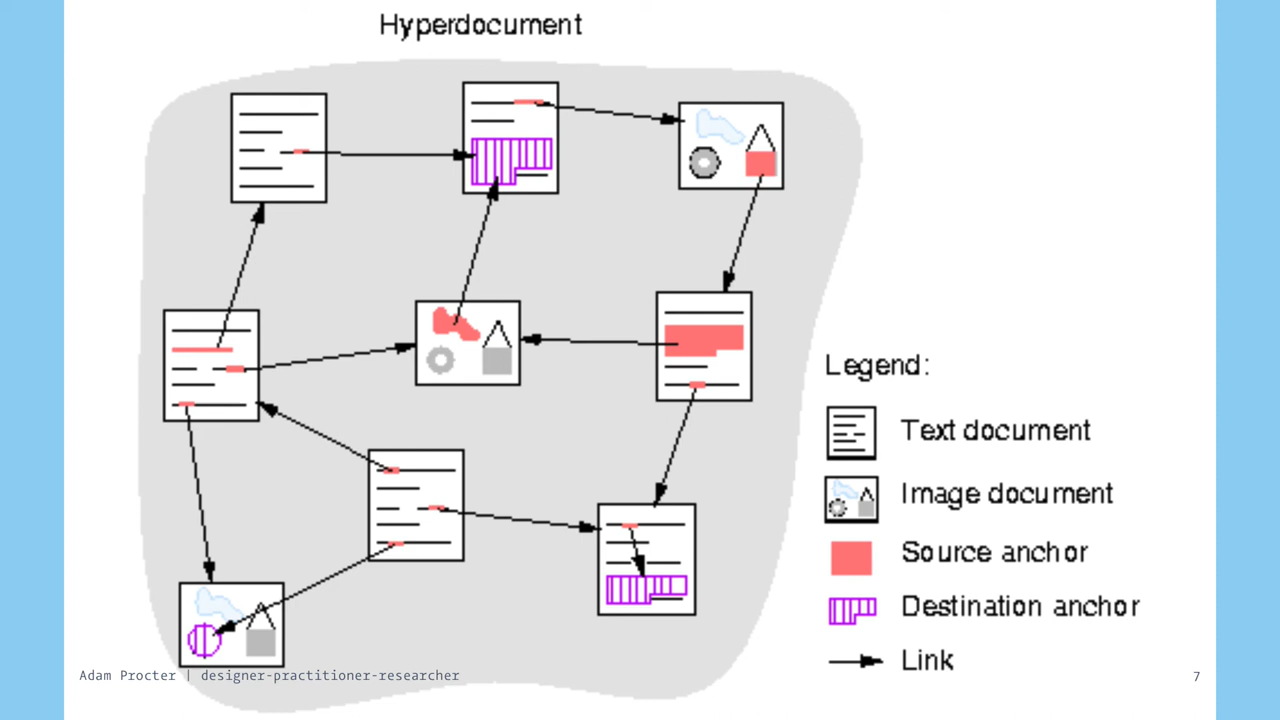 Hyperdocument
Legend:
Text document
Image document
Source anchor
Destination anchor
Link
Adam Procter | designer-practitioner-researcher
7